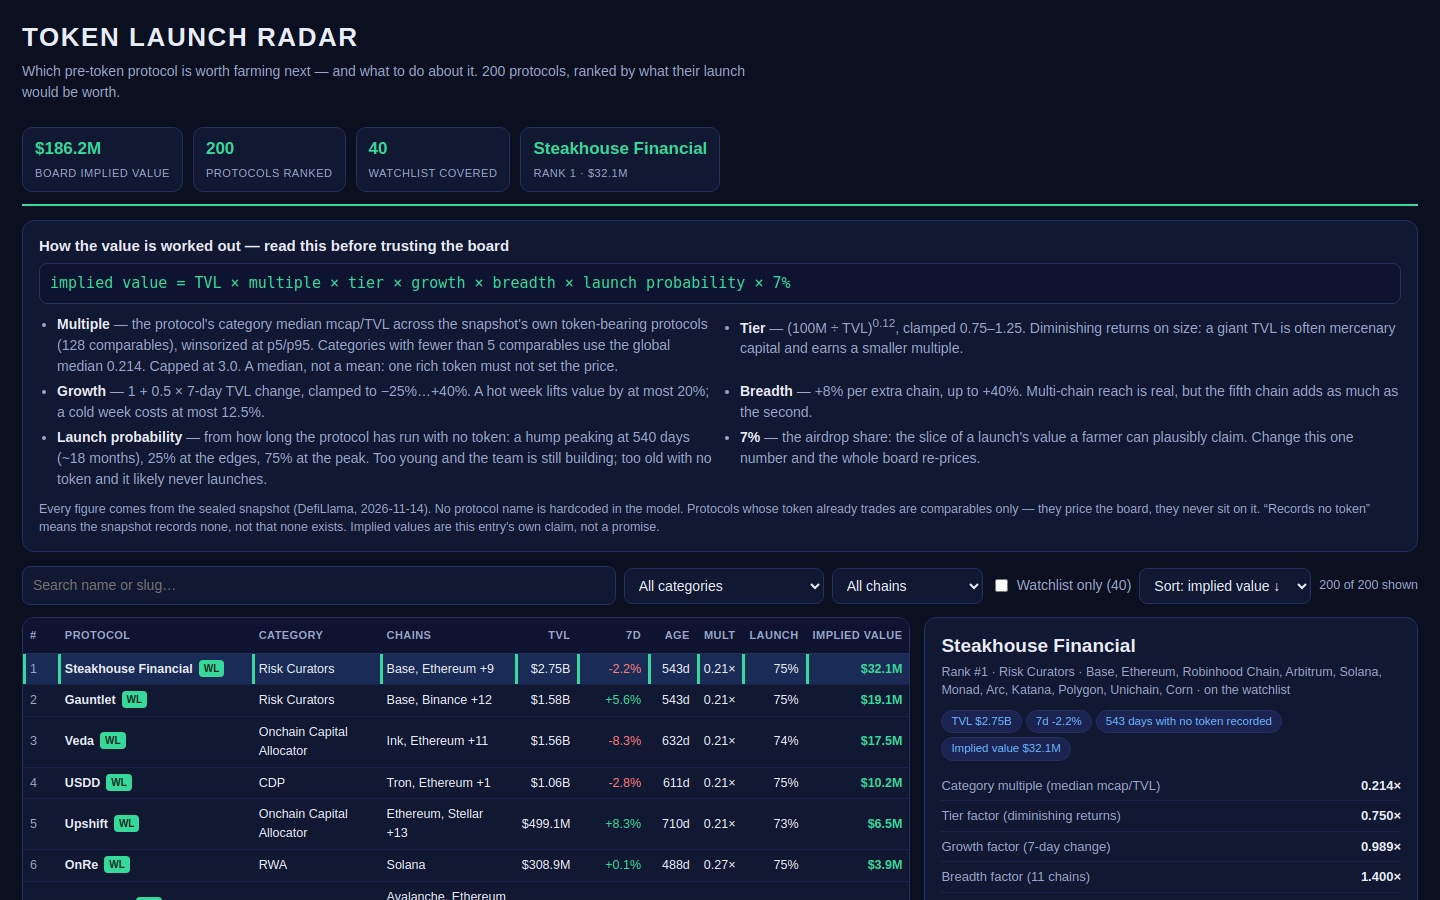 TOKEN LAUNCH RADAR
Which pre-token protocol is worth farming next — and what to do about it. 200 protocols, ranked by what their launch
would be worth.
$186.2M
BOARD IMPLIED VALUE
200
PROTOCOLS RANKED
40
WATCHLIST COVERED
Steakhouse Financial
RANK 1 · $32.1M
How the value is worked out — read this before trusting the board
implied value = TVL × multiple × tier × growth × breadth × launch probability × 7%
• Multiple — the protocol's category median mcap/TVL across the snapshot's own token-bearing protocols
(128 comparables), winsorized at p5/p95. Categories with fewer than 5 comparables use the global
median 0.214. Capped at 3.0. A median, not a mean: one rich token must not set the price.
• Tier — (100M ÷ TVL)0.12, clamped 0.75–1.25. Diminishing returns on size: a giant TVL is often mercenary
capital and earns a smaller multiple.
• Growth — 1 + 0.5 × 7-day TVL change, clamped to −25%…+40%. A hot week lifts value by at most 20%;
a cold week costs at most 12.5%.
• Breadth — +8% per extra chain, up to +40%. Multi-chain reach is real, but the fifth chain adds as much as
the second.
• Launch probability — from how long the protocol has run with no token: a hump peaking at 540 days
(~18 months), 25% at the edges, 75% at the peak. Too young and the team is still building; too old with no
token and it likely never launches.
• 7% — the airdrop share: the slice of a launch's value a farmer can plausibly claim. Change this one
number and the whole board re-prices.
Every figure comes from the sealed snapshot (DefiLlama, 2026-11-14). No protocol name is hardcoded in the model. Protocols whose token already trades are comparables only — they price the board, they never sit on it. “Records no token”
means the snapshot records none, not that none exists. Implied values are this entry's own claim, not a promise.
Search name or slug… All categories All chains Watchlist only (40) Sort: implied value ↓ 200 of 200 shown
# PROTOCOL CATEGORY CHAINS TVL 7D AGE MULT LAUNCH IMPLIED VALUE
1 Steakhouse Financial WL Risk Curators Base, Ethereum +9 $2.75B -2.2% 543d 0.21× 75% $32.1M
2 Gauntlet WL Risk Curators Base, Binance +12 $1.58B +5.6% 543d 0.21× 75% $19.1M
3 Veda WL Onchain Capital Allocator Ink, Ethereum +11 $1.56B -8.3% 632d 0.21× 74% $17.5M
4 USDD WL CDP Tron, Ethereum +1 $1.06B -2.8% 611d 0.21× 75% $10.2M
5 Upshift WL Onchain Capital Allocator Ethereum, Stellar +13 $499.1M +8.3% 710d 0.21× 73% $6.5M
6 OnRe WL RWA Solana $308.9M +0.1% 488d 0.27× 75% $3.9M
Avalanche, Ethereum
Steakhouse Financial
Rank #1 · Risk Curators · Base, Ethereum, Robinhood Chain, Arbitrum, Solana,
Monad, Arc, Katana, Polygon, Unichain, Corn · on the watchlist
TVL $2.75B 7d -2.2% 543 days with no token recorded
Implied value $32.1M
Category multiple (median mcap/TVL) 0.214×
Tier factor (diminishing returns) 0.750×
Growth factor (7-day change) 0.989×
Breadth factor (11 chains) 1.400×